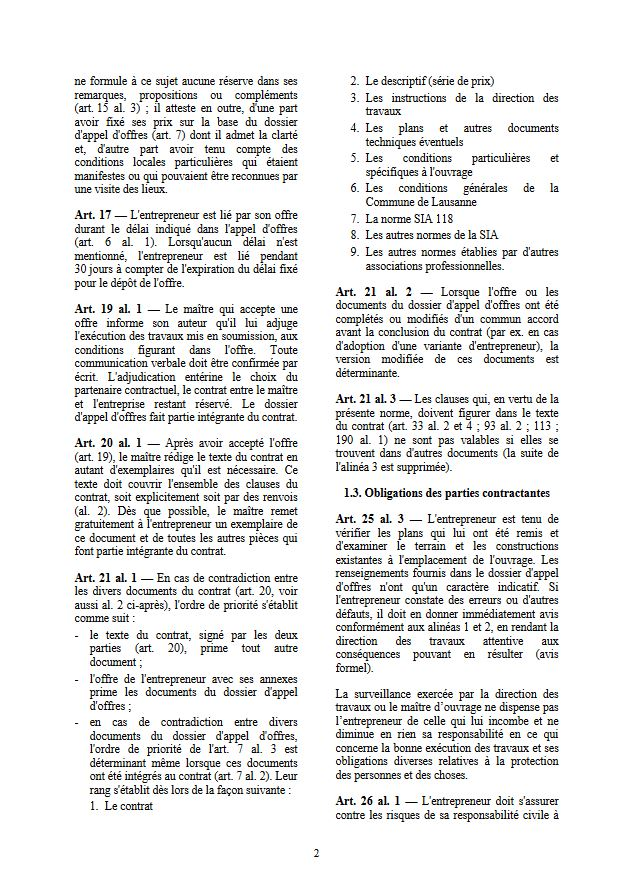 ne formule à ce sujet aucune réserve dans ses
remarques, propositions ou compléments
(art. 15 al. 3) ; il atteste en outre, d'une part
avoir fixé ses prix sur la base du dossier
d'appel d'offres (art. 7) dont il admet la clarté
et, d'autre part avoir tenu compte des
conditions locales particulières qui étaient
manifestes ou qui pouvaient être reconnues par
une visite des lieux.
Art. 17 — L'entrepreneur est lié par son offre
durant le délai indiqué dans l'appel d'offres
(art. 6 al. 1). Lorsqu'aucun délai n'est
mentionné, l'entrepreneur est lié pendant
30 jours à compter de l'expiration du délai fixé
pour le dépôt de l'offre.
Art. 19 al. 1 — Le maître qui accepte une
offre informe son auteur qu'il lui adjuge
l'exécution des travaux mis en soumission, aux
conditions figurant dans l'offre. Toute
communication verbale doit être confirmée par
écrit. L'adjudication entérine le choix du
partenaire contractuel, le contrat entre le maître
et l'entreprise restant réservé. Le dossier
d'appel d'offres fait partie intégrante du contrat.
Art. 20 al. 1 — Après avoir accepté l'offre
(art. 19), le maître rédige le texte du contrat en
autant d'exemplaires qu'il est nécessaire. Ce
texte doit couvrir l'ensemble des clauses du
contrat, soit explicitement soit par des renvois
(al. 2). Dès que possible, le maître remet
gratuitement à l'entrepreneur un exemplaire de
ce document et de toutes les autres pièces qui
font partie intégrante du contrat.
Art. 21 al. 1 — En cas de contradiction entre
les divers documents du contrat (art. 20, voir
aussi al. 2 ci-après), l'ordre de priorité s'établit
comme suit :
- le texte du contrat, signé par les deux
parties (art. 20), prime tout autre
document ;
- l'offre de l'entrepreneur avec ses annexes
prime les documents du dossier d'appel
d'offres ;
- en cas de contradiction entre divers
documents du dossier d'appel d'offres,
l'ordre de priorité de l'art. 7 al. 3 est
déterminant même lorsque ces documents
ont été intégrés au contrat (art. 7 al. 2). Leur
rang s'établit dès lors de la façon suivante :
1. Le contrat
2. Le descriptif (série de prix)
3. Les instructions de la direction des
travaux
4. Les plans et autres documents
techniques éventuels
5. Les conditions particulières et
spécifiques à l'ouvrage
6. Les conditions générales de la
Commune de Lausanne
7. La norme SIA 118
8. Les autres normes de la SIA
9. Les autres normes établies par d'autres
associations professionnelles.
Art. 21 al. 2 — Lorsque l'offre ou les
documents du dossier d'appel d'offres ont été
complétés ou modifiés d'un commun accord
avant la conclusion du contrat (par ex. en cas
d'adoption d'une variante d'entrepreneur), la
version modifiée de ces documents est
déterminante.
Art. 21 al. 3 — Les clauses qui, en vertu de la
présente norme, doivent figurer dans le texte
du contrat (art. 33 al. 2 et 4 ; 93 al. 2 ; 113 ;
190 al. 1) ne sont pas valables si elles se
trouvent dans d'autres documents (la suite de
l'alinéa 3 est supprimée).
1.3. Obligations des parties contractantes
Art. 25 al. 3 — L'entrepreneur est tenu de
vérifier les plans qui lui ont été remis et
d'examiner le terrain et les constructions
existantes à l'emplacement de l'ouvrage. Les
renseignements fournis dans le dossier d'appel
d'offres n'ont qu'un caractère indicatif. Si
l'entrepreneur constate des erreurs ou d'autres
défauts, il doit en donner immédiatement avis
conformément aux alinéas 1 et 2, en rendant la
direction des travaux attentive aux
conséquences pouvant en résulter (avis
formel).
La surveillance exercée par la direction des
travaux ou le maître d’ouvrage ne dispense pas
l’entrepreneur de celle qui lui incombe et ne
diminue en rien sa responsabilité en ce qui
concerne la bonne exécution des travaux et ses
obligations diverses relatives à la protection
des personnes et des choses.
Art. 26 al. 1 — L'entrepreneur doit s'assurer
contre les risques de sa responsabilité civile à
2